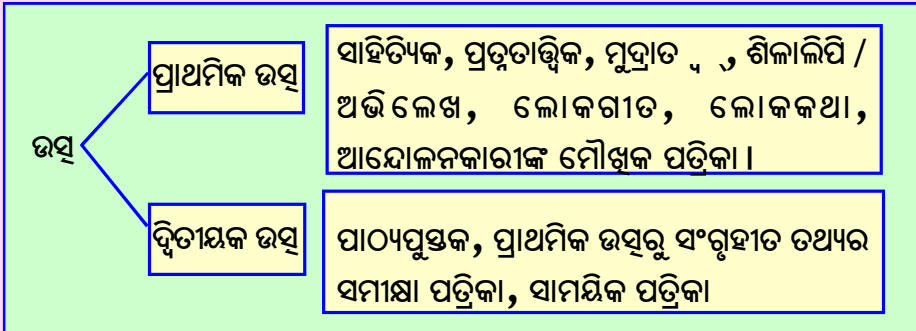 ଉତ୍ସ
ପ୍ରାଥମିକ ଉତ୍ସ
ସାହିତ୍ୟିକ, ପ୍ରତ୍ନତାତ୍ତ୍ୱିକ, ଶିଳାଲିପି /
ଅଭିଲେଖ, ଲୋକଗୀତ, ଲୋକକଥା,
ଆନ୍ଦୋଳନକାରୀଙ୍କ ମୌଖିକ ପତ୍ରିକା ।
ଦ୍ୱିତୀୟକ ଉତ୍ସ
ପାଠ୍ୟପୁସ୍ତକ, ପ୍ରାଥମିକ ଉତ୍ସରୁ ସଂଗୃହୀତ ତଥ୍ୟର
ସମୀକ୍ଷା ପତ୍ରିକା, ସାମୟିକ ପତ୍ରିକା